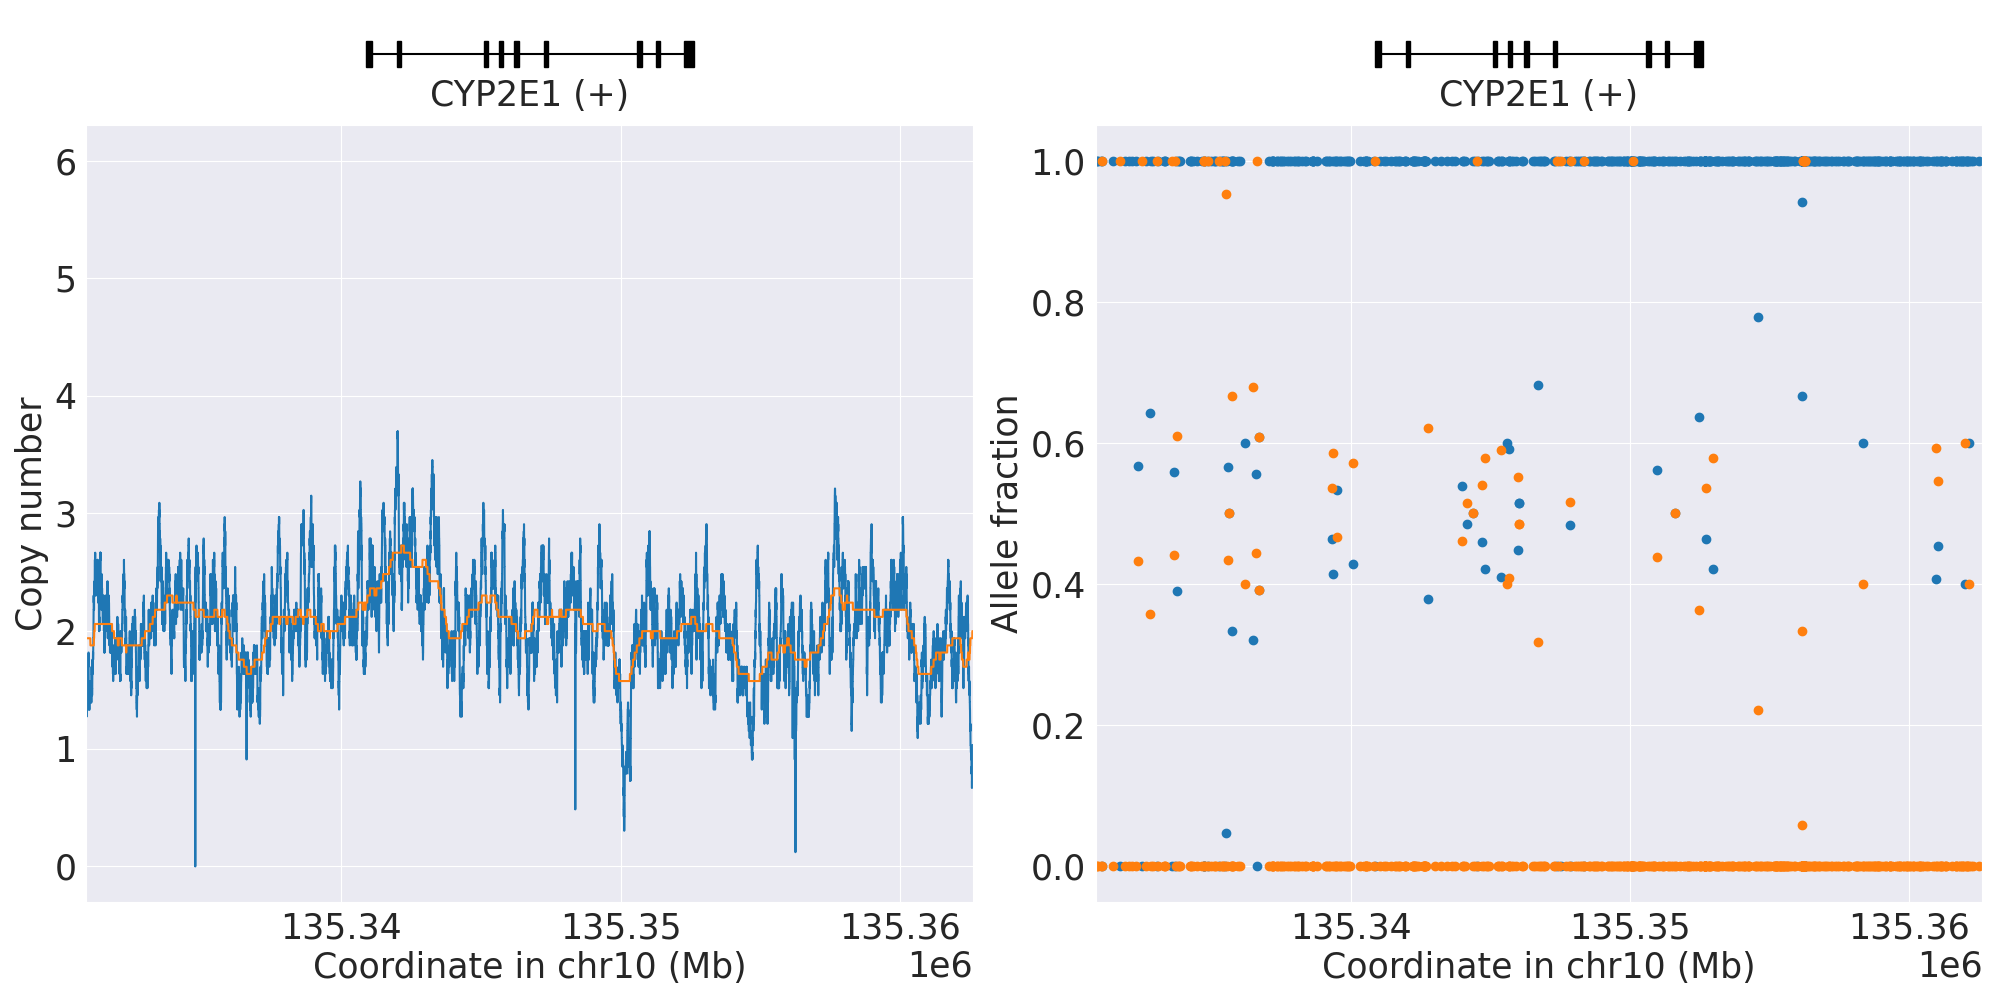 CYP2E1 (+)
6
5
4
3
2
1
0
Copy number
135.34 135.35 135.36
Coordinate in chr10 (Mb)
1e6
CYP2E1 (+)
1.0
0.8
0.6
0.4
0.2
0.0
Allele fraction
135.34 135.35 135.36
Coordinate in chr10 (Mb)
1e6